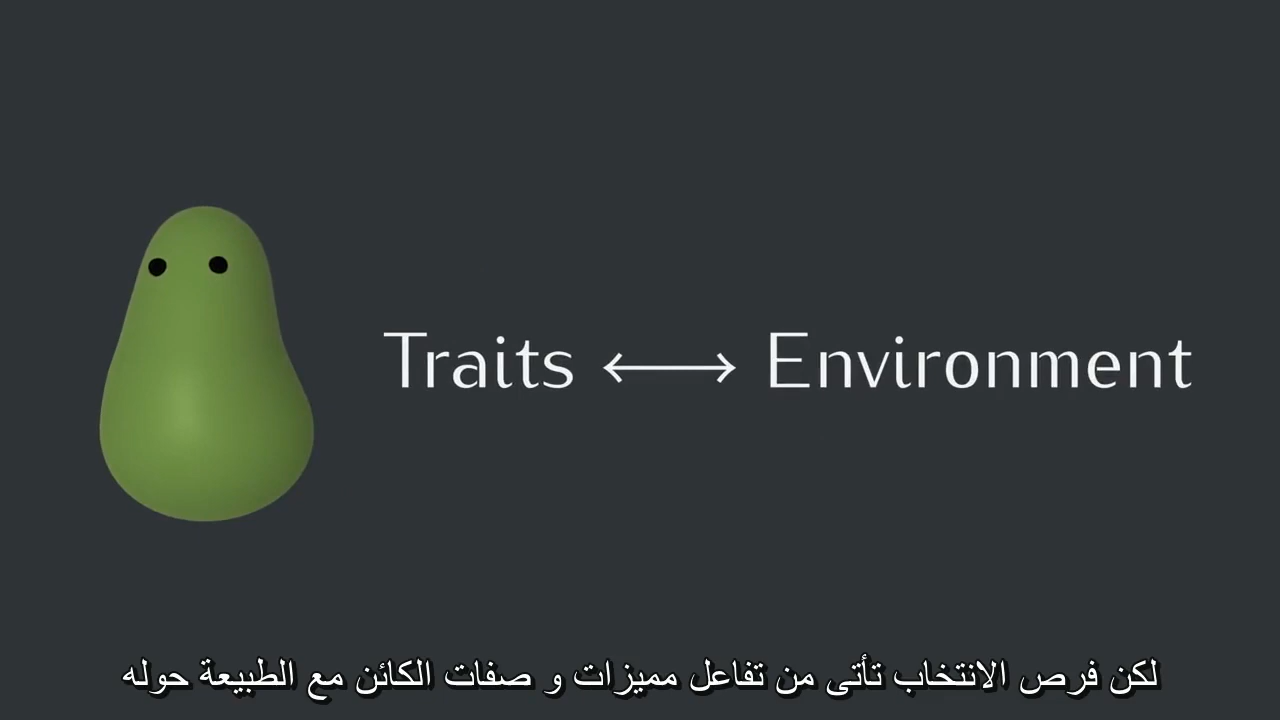 Traits ⟷ Environment
لكن فرص الانتخاب تأتى من تفاعل مميزات و صفات الكائن مع الطبيعة حوله